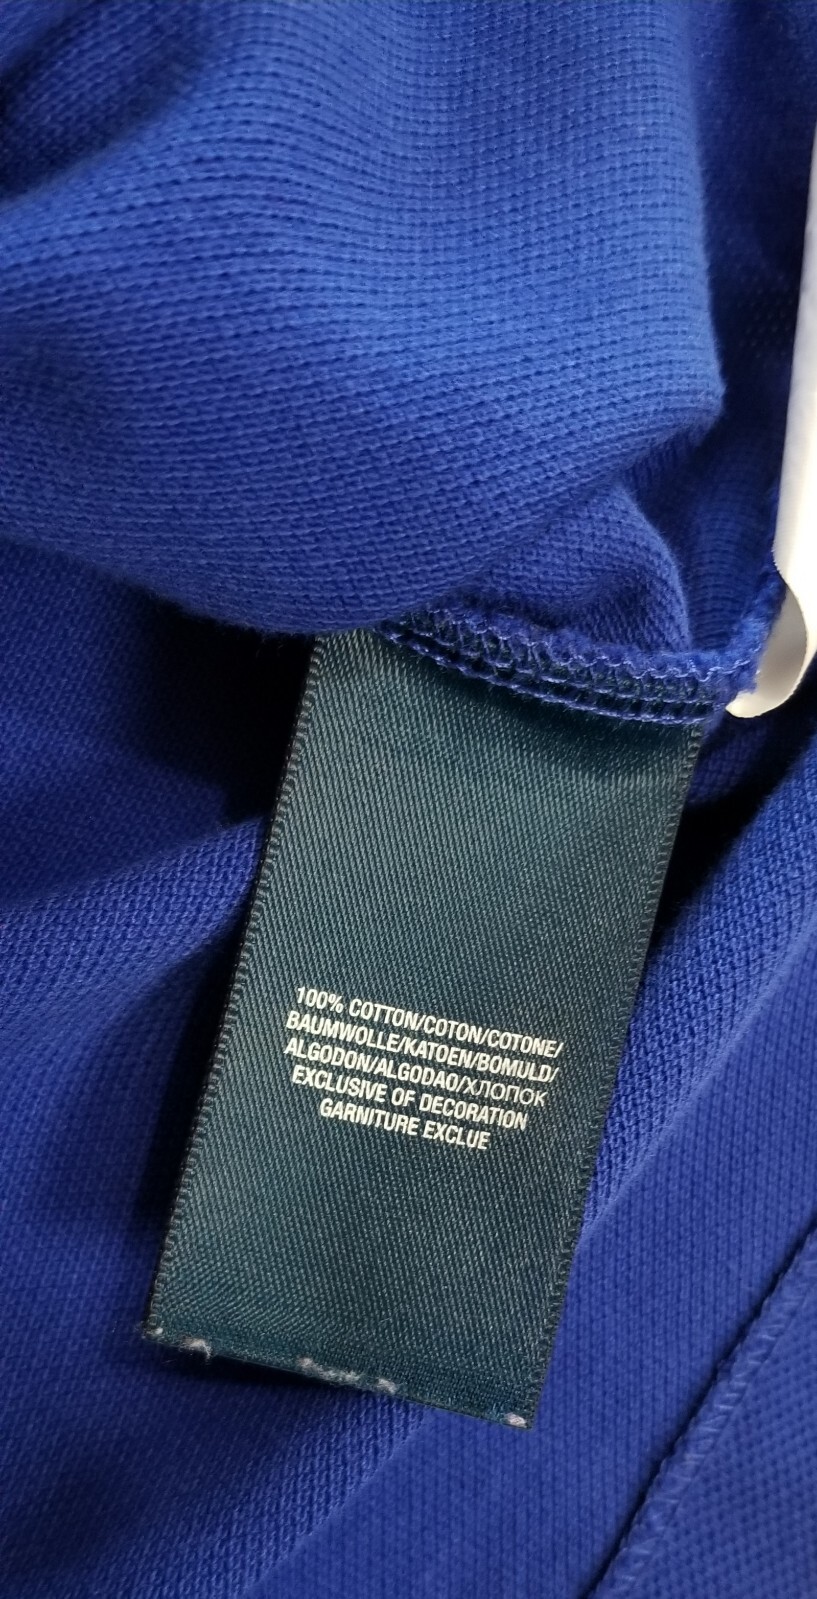 100% COTTON/COTON/COTONE/
BAUMWOLLE/KATOEN/BOMULD/
ALGODON/ALGODAO/ХЛОПОК
EXCLUSIVE OF DECORATION
GARNITURE EXCLUE